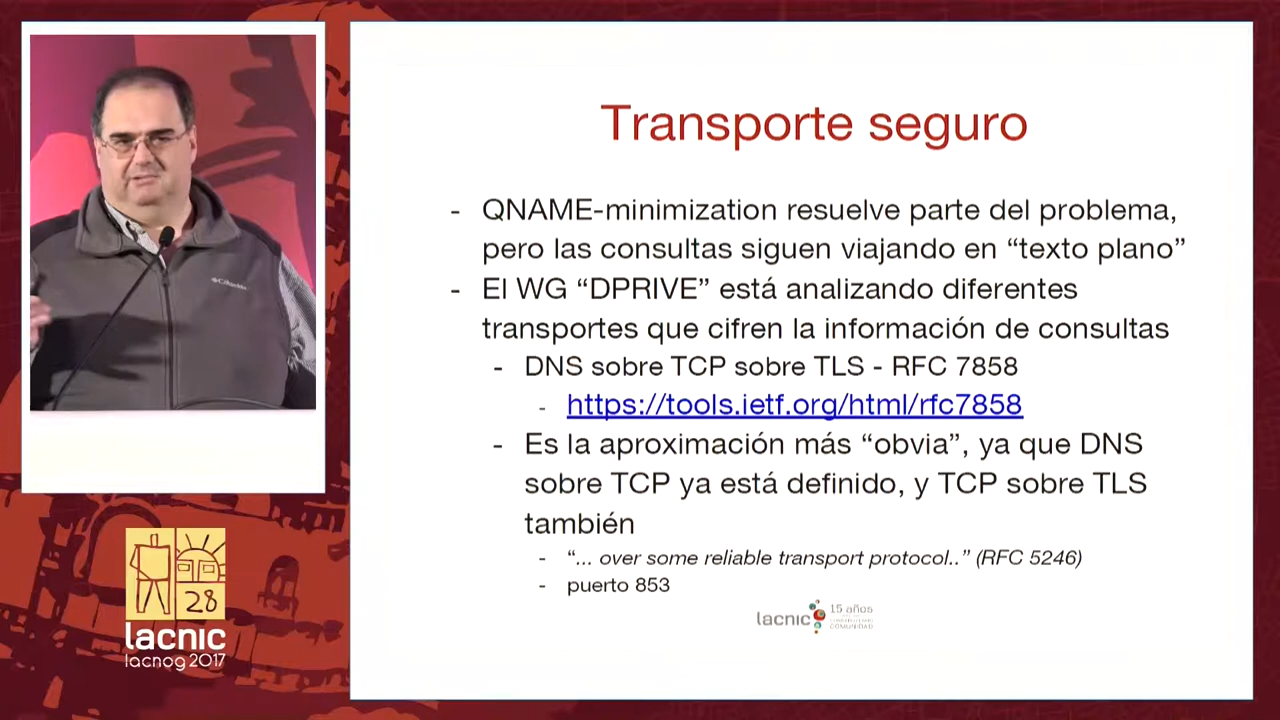 Transporte seguro
- QNAME-minimization resuelve parte del problema,
pero las consultas siguen viajando en “texto plano”
- El WG “DPRIVE” está analizando diferentes
transportes que cifren la información de consultas
- DNS sobre TCP sobre TLS - RFC 7858
- https://tools.ietf.org/html/rfc7858
- Es la aproximación más “obvia”, ya que DNS
sobre TCP ya está definido, y TCP sobre TLS
también
- “... over some reliable transport protocol..” (RFC 5246)
- puerto 853
lacnic 15 años
COMUNIDAD
Columbia
28
lacnic
lacnog 2017